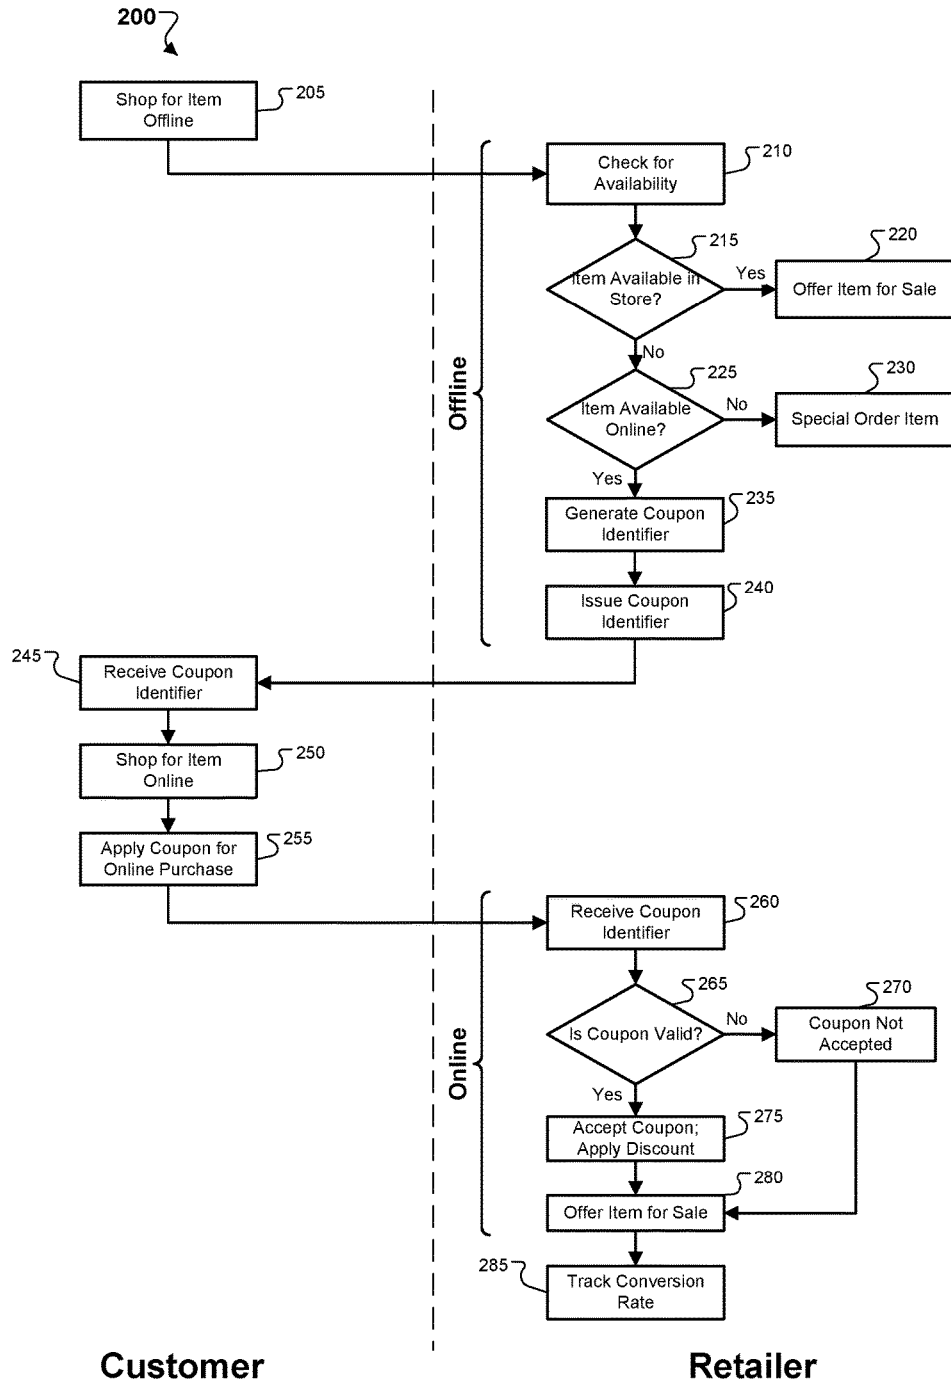 200
Shop for Item
Offline
205
Check for
Availability
210
Item Available in
Store?
215
Yes
Offer Item for Sale
220
No
Item Available
Online?
225
No
Special Order Item
230
Yes
Offline
Generate Coupon
Identifier
235
Issue Coupon
Identifier
240
245
Receive Coupon
Identifier
Shop for Item
Online
250
Apply Coupon for
Online Purchase
255
Receive Coupon
Identifier
260
Is Coupon Valid?
265
No
Coupon Not
Accepted
270
Yes
Online
Accept Coupon;
Apply Discount
275
Offer Item for Sale
280
285
Track Conversion
Rate
Customer
Retailer